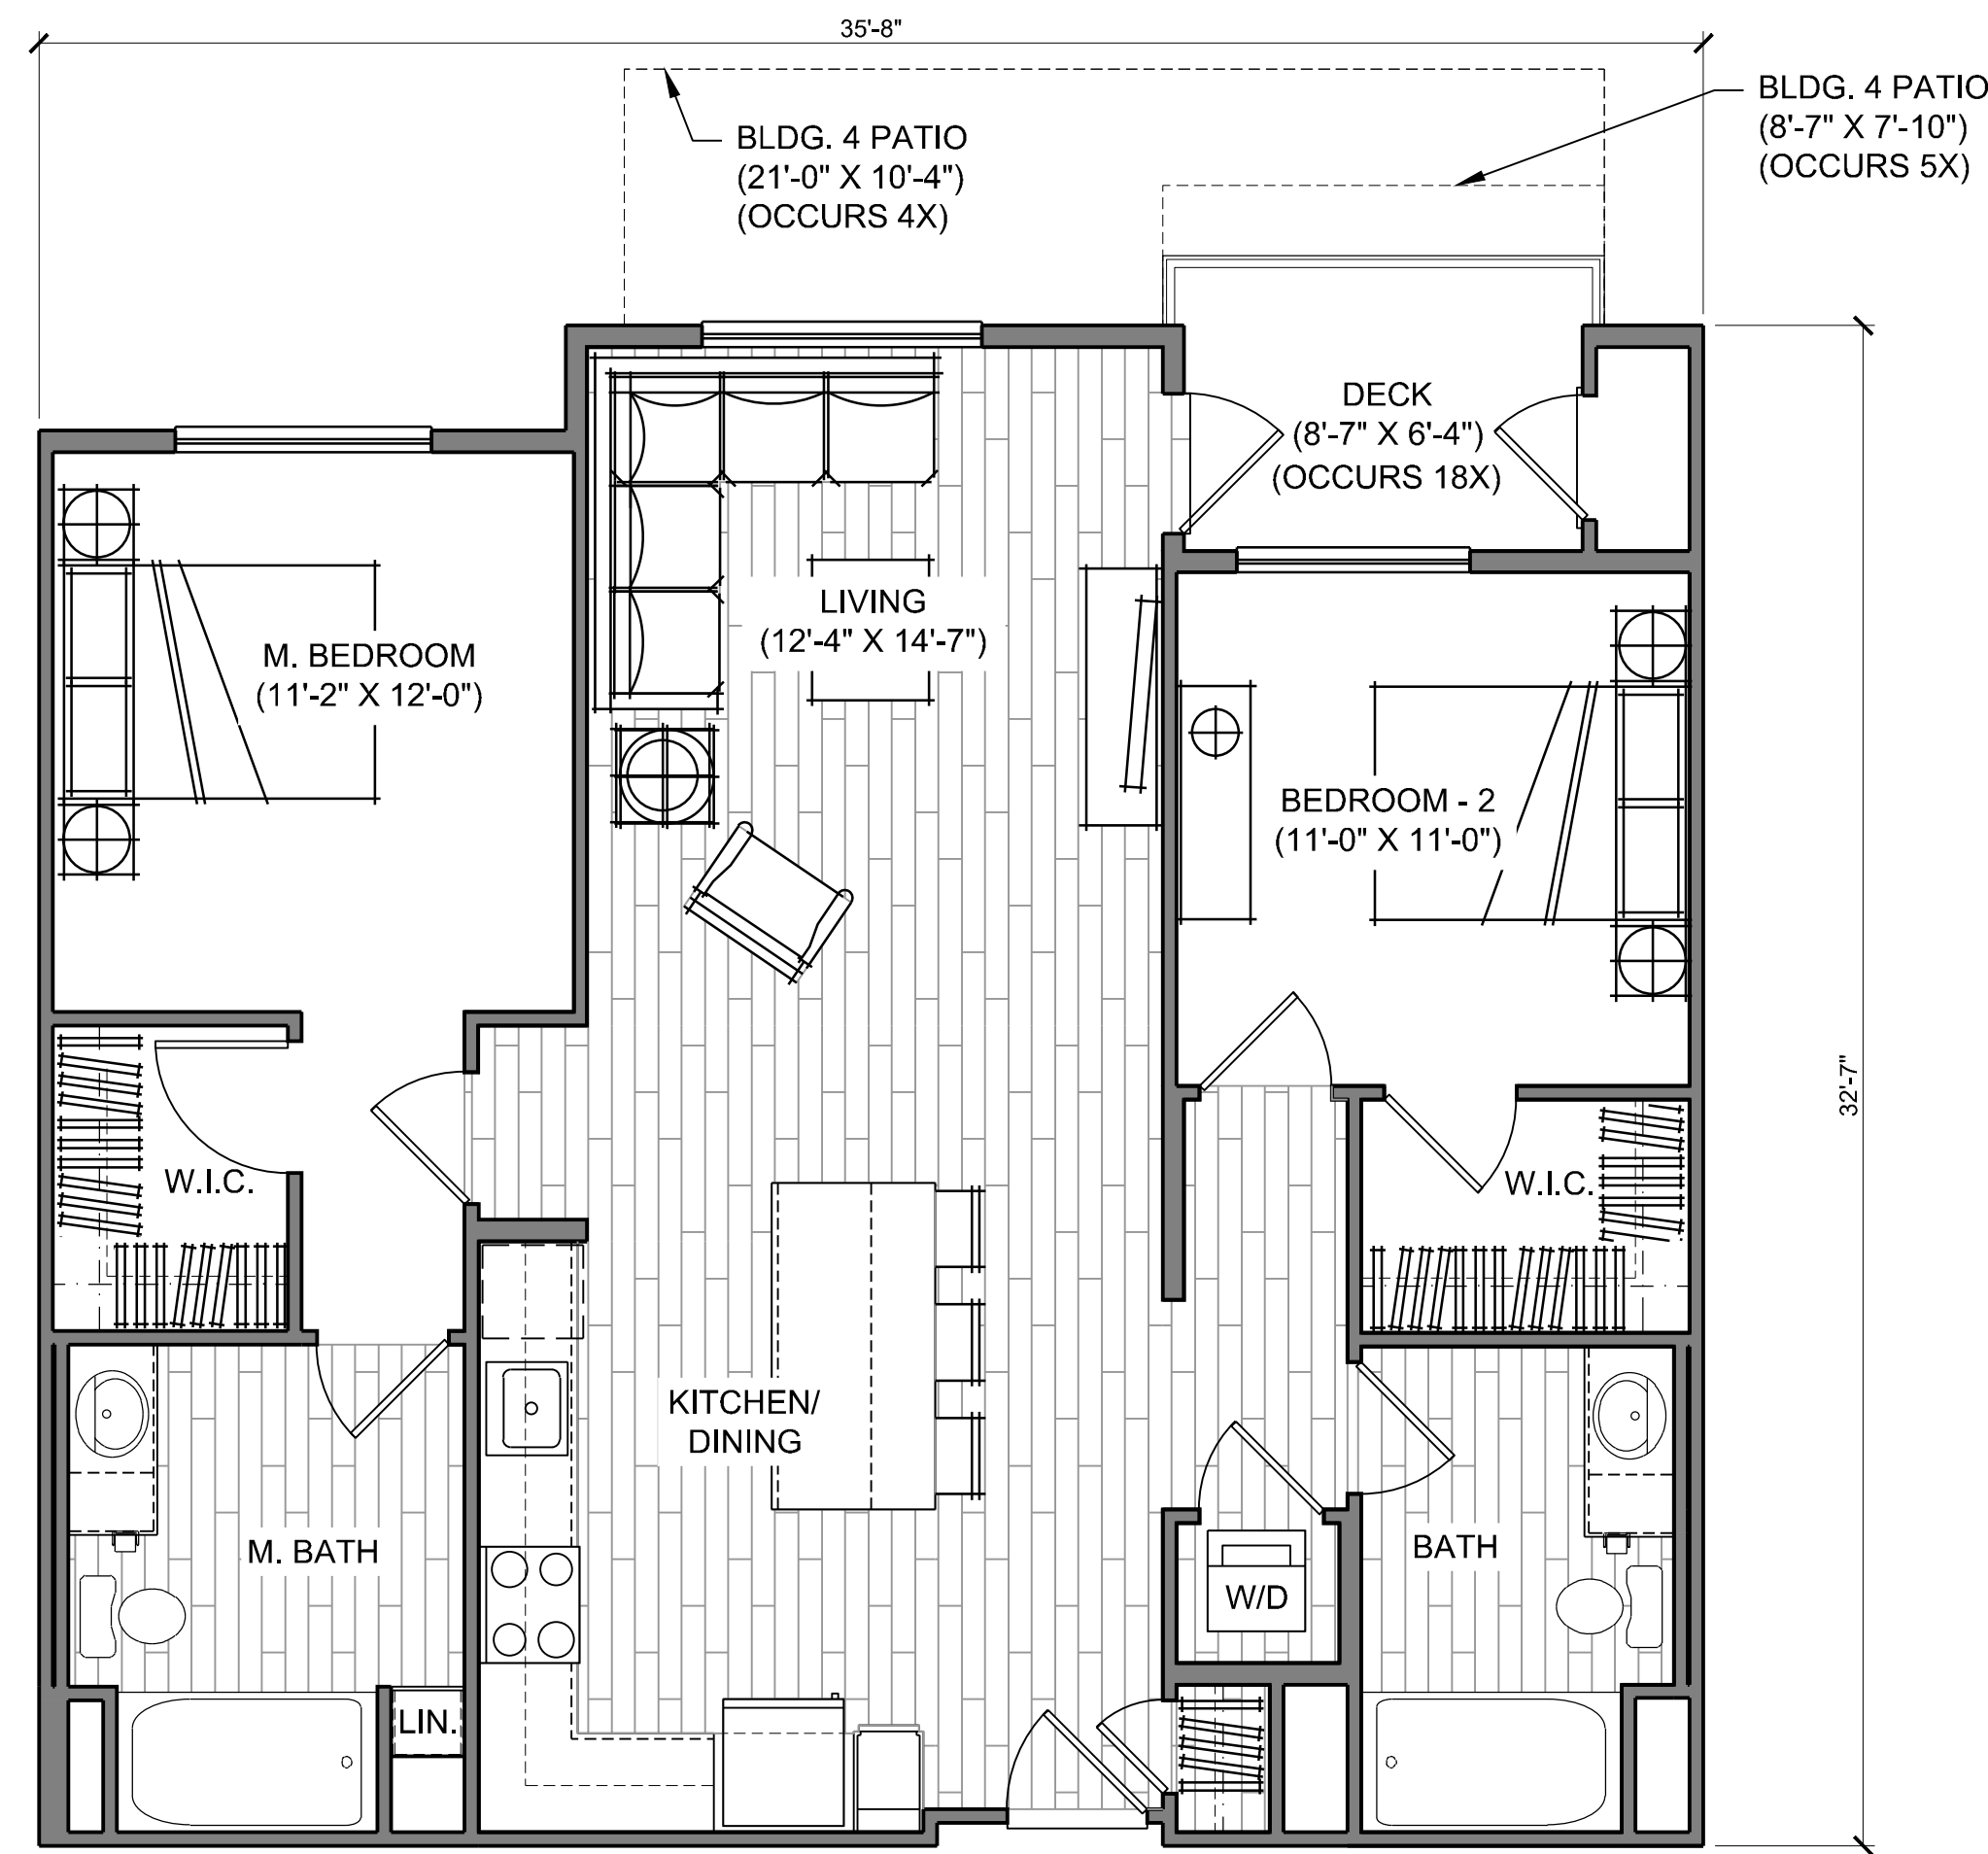 35'-8"
BLDG. 4 PATIO
(8'-7" X 7'-10")
(OCCURS 5X)
BLDG. 4 PATIO
(21'-0" X 10'-4")
(OCCURS 4X)
DECK
(8'-7" X 6'-4")
(OCCURS 18X)
LIVING
(12'-4" X 14'-7")
M. BEDROOM
(11'-2" X 12'-0")
BEDROOM - 2
(11'-0" X 11'-0")
32'-7"
W.I.C.
W.I.C.
KITCHEN/
DINING
M. BATH
BATH
W/D
LIN.